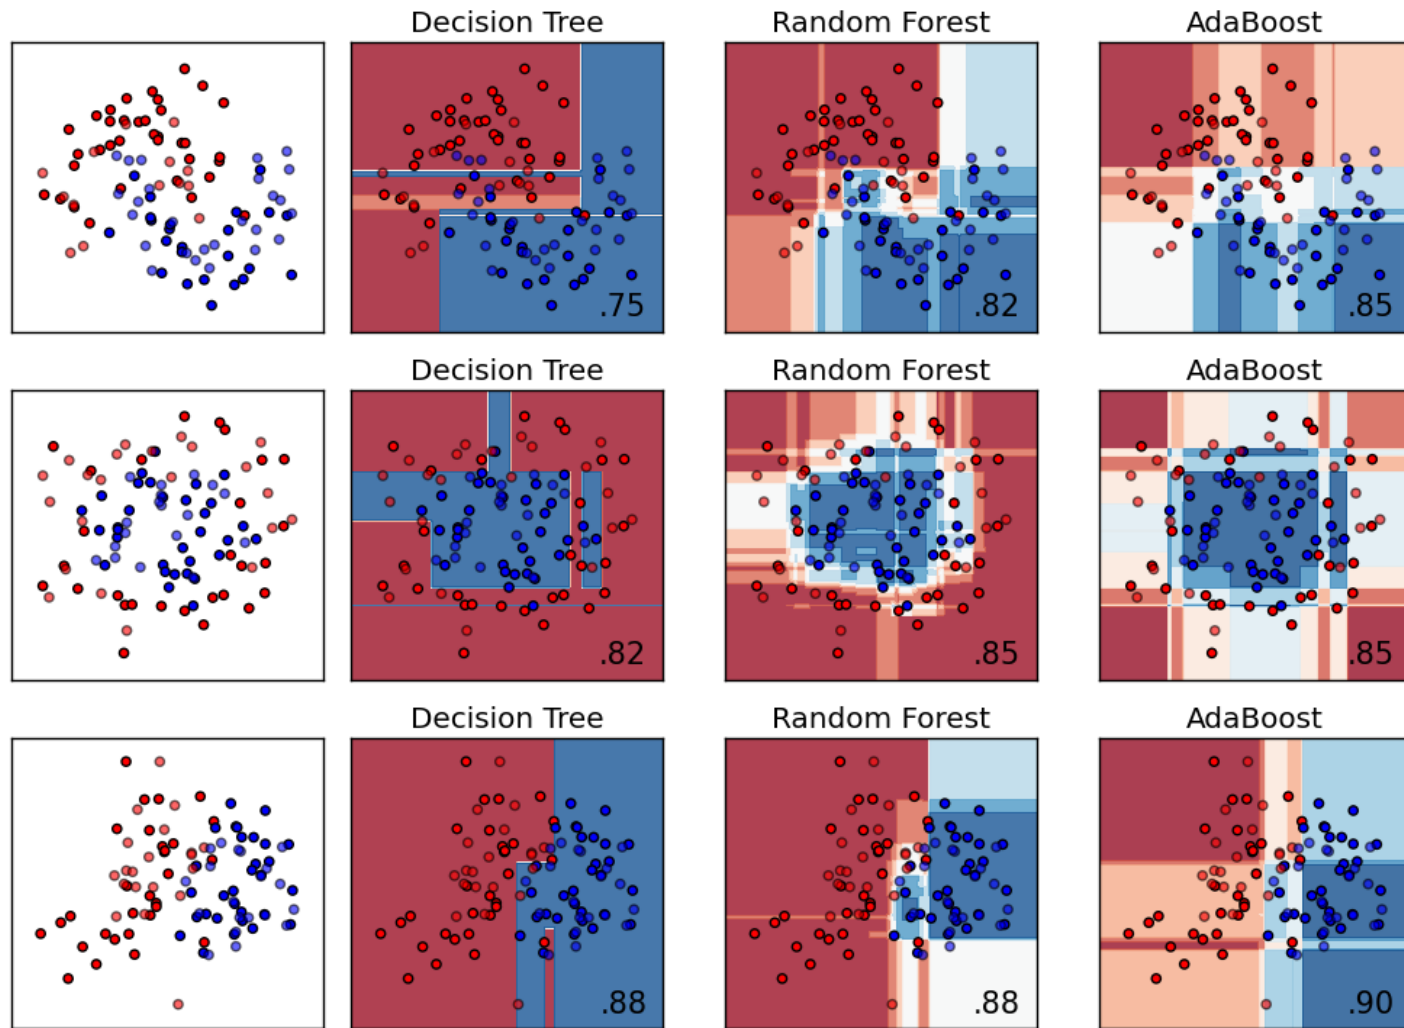 Decision Tree
Random Forest
AdaBoost
.75
.82
.85
Decision Tree
Random Forest
AdaBoost
.82
.85
.85
Decision Tree
Random Forest
AdaBoost
.88
.88
.90